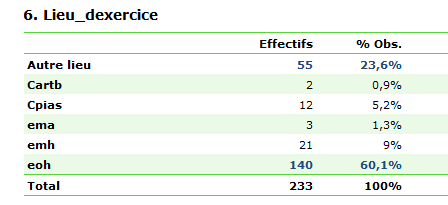 6. Lieu_dexercice
Effectifs % Obs.
Autre lieu 55 23,6%
Cartb 2 0,9%
Cpias 12 5,2%
ema 3 1,3%
emh 21 9%
eoh 140 60,1%
Total 233 100%